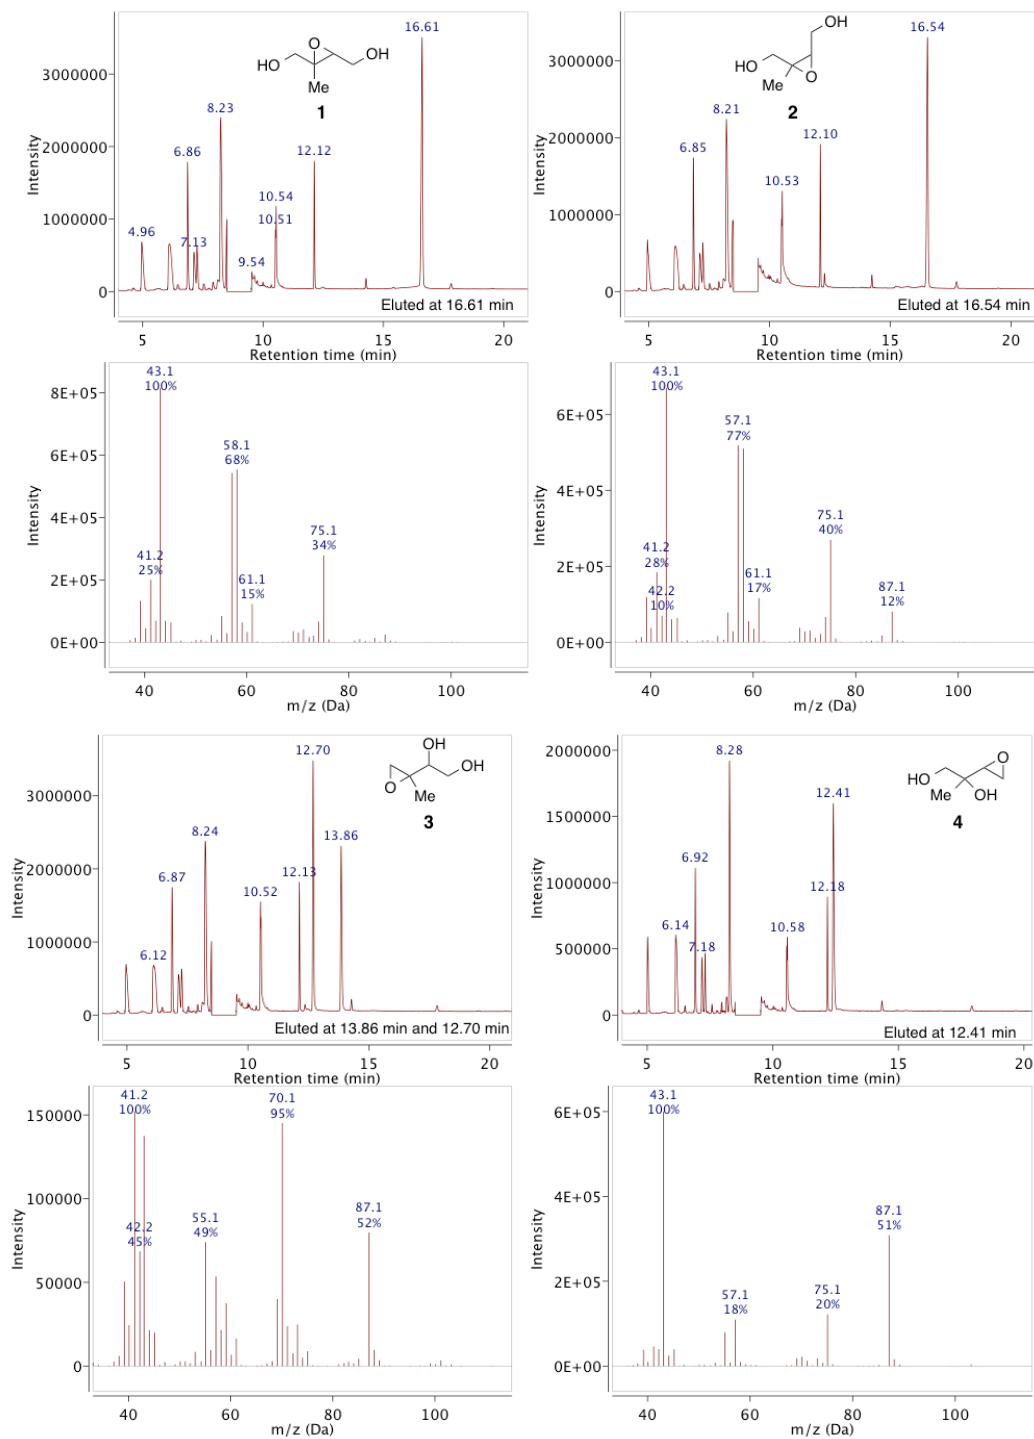 16.61
3000000
8.23
2000000
6.86
12.12
10.54
10.51
1000000
4.96
7.13
9.54
0
Intensity
O
HO
OH
Me
1
Eluted at 16.61 min
5
10
15
20
Retention time (min)
16.54
3000000
8.21
2000000
6.85
12.10
10.53
1000000
0
Intensity
OH
HO
Me
O
2
Eluted at 16.54 min
5
10
15
20
Retention time (min)
43.1
100%
8E+05
58.1
68%
6E+05
4E+05
75.1
34%
41.2
25%
2E+05
61.1
15%
0E+00
Intensity
40
60
80
100
m/z (Da)
43.1
100%
6E+05
57.1
77%
4E+05
75.1
40%
41.2
28%
2E+05
42.2
10%
61.1
17%
87.1
12%
0E+00
Intensity
40
60
80
100
m/z (Da)
12.70
3000000
8.24
13.86
2000000
6.87
12.13
10.52
1000000
6.12
0
Intensity
OH
OH
O
Me
3
Eluted at 13.86 min and 12.70 min
5
10
15
20
Retention time (min)
2000000
8.28
1500000
12.41
6.92
1000000
12.18
6.14
10.58
7.18
500000
0
Intensity
O
HO
Me
OH
4
Eluted at 12.41 min
5
10
15
20
Retention time (min)
41.2
100%
70.1
95%
150000
100000
42.2
45%
55.1
49%
87.1
52%
50000
0
Intensity
40
60
80
100
m/z (Da)
43.1
100%
6E+05
4E+05
87.1
51%
2E+05
57.1
18%
75.1
20%
0E+00
Intensity
40
60
80
100
m/z (Da)